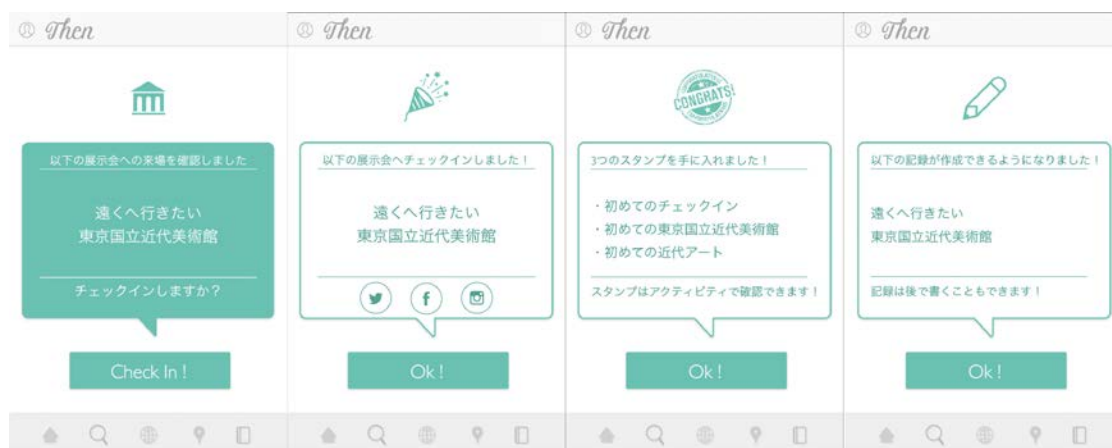 Then
以下の展示会への来場を確認しました
遠くへ行きたい
東京国立近代美術館
チェックインしますか？
Check In !
Then
以下の展示会へチェックインしました！
遠くへ行きたい
東京国立近代美術館
Ok !
Then
CONGRATS!
3つのスタンプを手に入れました！
・初めてのチェックイン
・初めての東京国立近代美術館
・初めての近代アート
スタンプはアクティビティで確認できます！
Ok !
Then
以下の記録が作成できるようになりました！
遠くへ行きたい
東京国立近代美術館
記録は後で書くこともできます！
Ok !